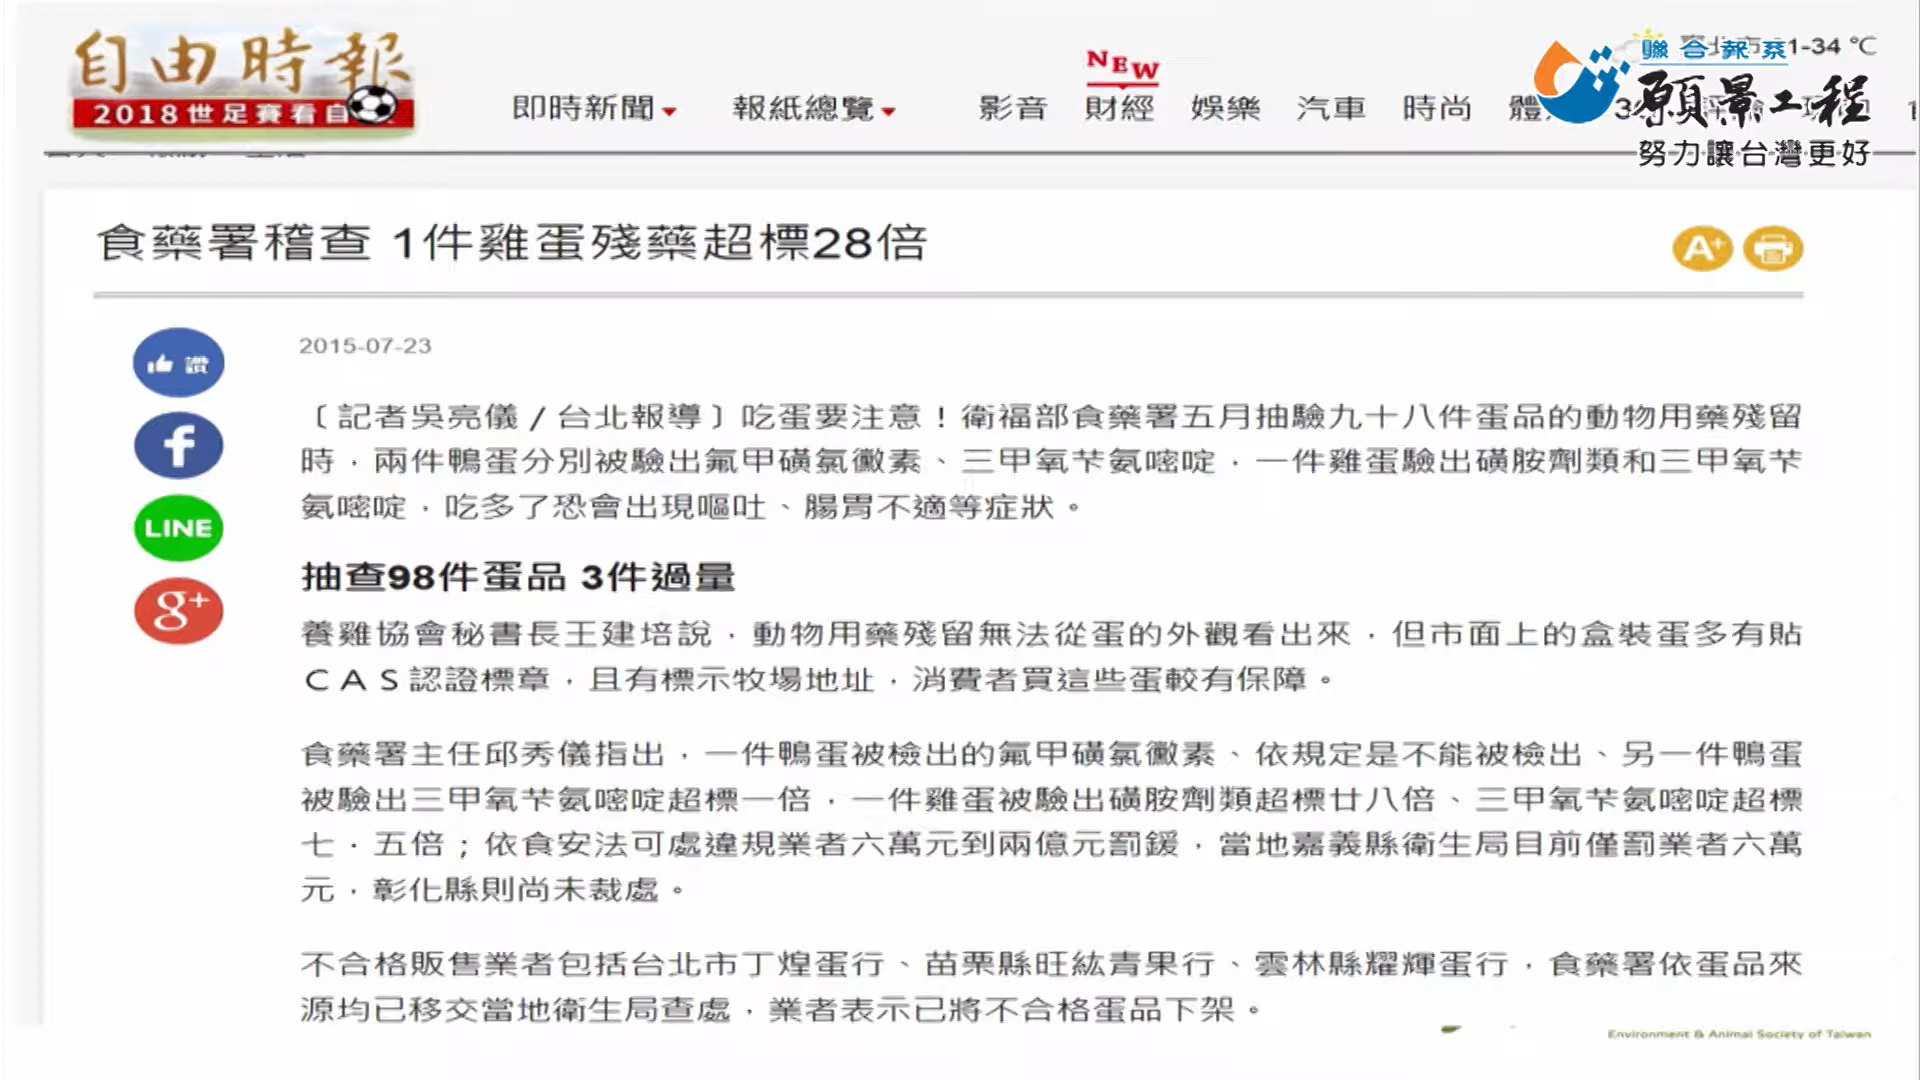 自由時報
2018世足賽看自
即時新聞
報紙總覽
影音
NEW
財經
娛樂
汽車
時尚
體
聯合報系
願景工程
努力讓台灣更好
1-34 ℃
食藥署稽查 1件雞蛋殘藥超標28倍
A+
讚
f
LINE
g+
2015-07-23
〔記者吳亮儀/台北報導〕吃蛋要注意!衛福部食藥署五月抽驗九十八件蛋品的動物用藥殘留
時,兩件鴨蛋分別被驗出氟甲磺氯黴素、三甲氧苄氨嘧啶,一件雞蛋驗出磺胺劑類和三甲氧苄
氨嘧啶,吃多了恐會出現嘔吐、腸胃不適等症狀。
抽查98件蛋品 3件過量
養雞協會秘書長王建培說,動物用藥殘留無法從蛋的外觀看出來,但市面上的盒裝蛋多有貼
CAS認證標章,且有標示牧場地址,消費者買這些蛋較有保障。
食藥署主任邱秀儀指出,一件鴨蛋被檢出的氟甲磺氯黴素、依規定是不能被檢出、另一件鴨蛋
被驗出三甲氧苄氨嘧啶超標一倍,一件雞蛋被驗出磺胺劑類超標廿八倍、三甲氧苄氨嘧啶超標
七.五倍;依食安法可處違規業者六萬元到兩億元罰鍰,當地嘉義縣衛生局目前僅罰業者六萬
元,彰化縣則尚未裁處。
不合格販售業者包括台北市丁煌蛋行、苗栗縣旺紘青果行、雲林縣耀輝蛋行,食藥署依蛋品來
源均已移交當地衛生局查處,業者表示已將不合格蛋品下架。
Environment & Animal Society of Taiwan